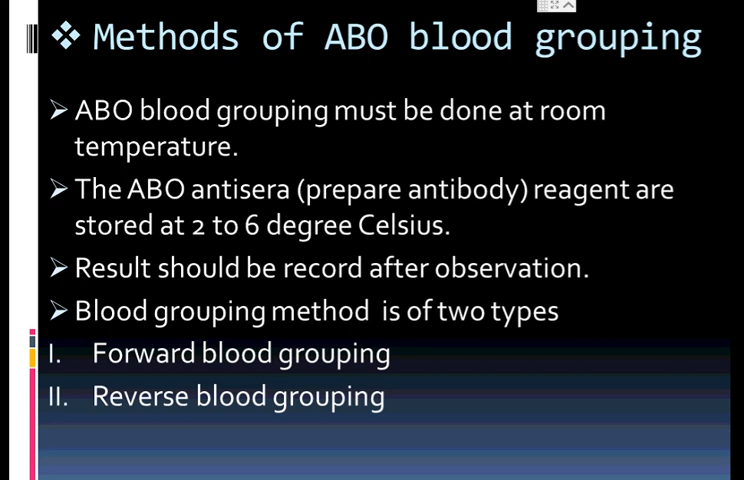 ❖ Methods of ABO blood grouping
➢ ABO blood grouping must be done at room
temperature.
➢ The ABO antisera (prepare antibody) reagent are
stored at 2 to 6 degree Celsius.
➢ Result should be record after observation.
➢ Blood grouping method is of two types
I. Forward blood grouping
II. Reverse blood grouping